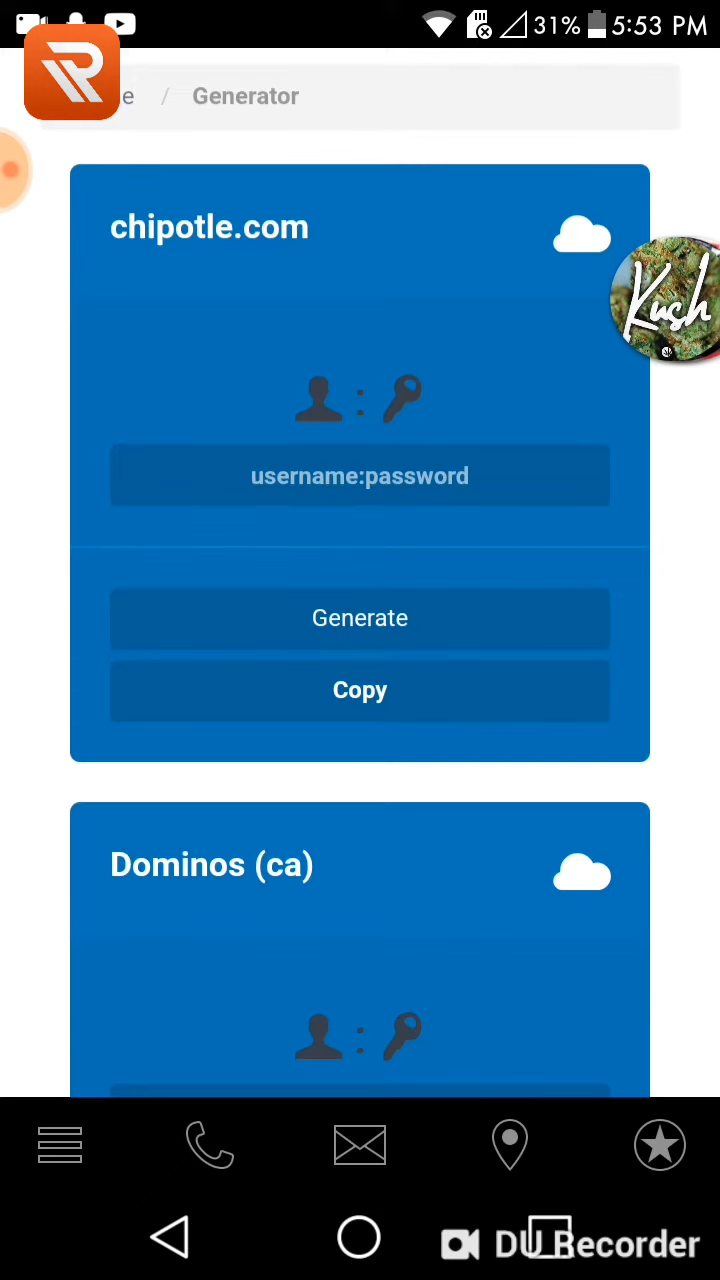 31% 5:53 PM
e / Generator
chipotle.com
Kush
username:password
Generate
Copy
Dominos (ca)
DU Recorder